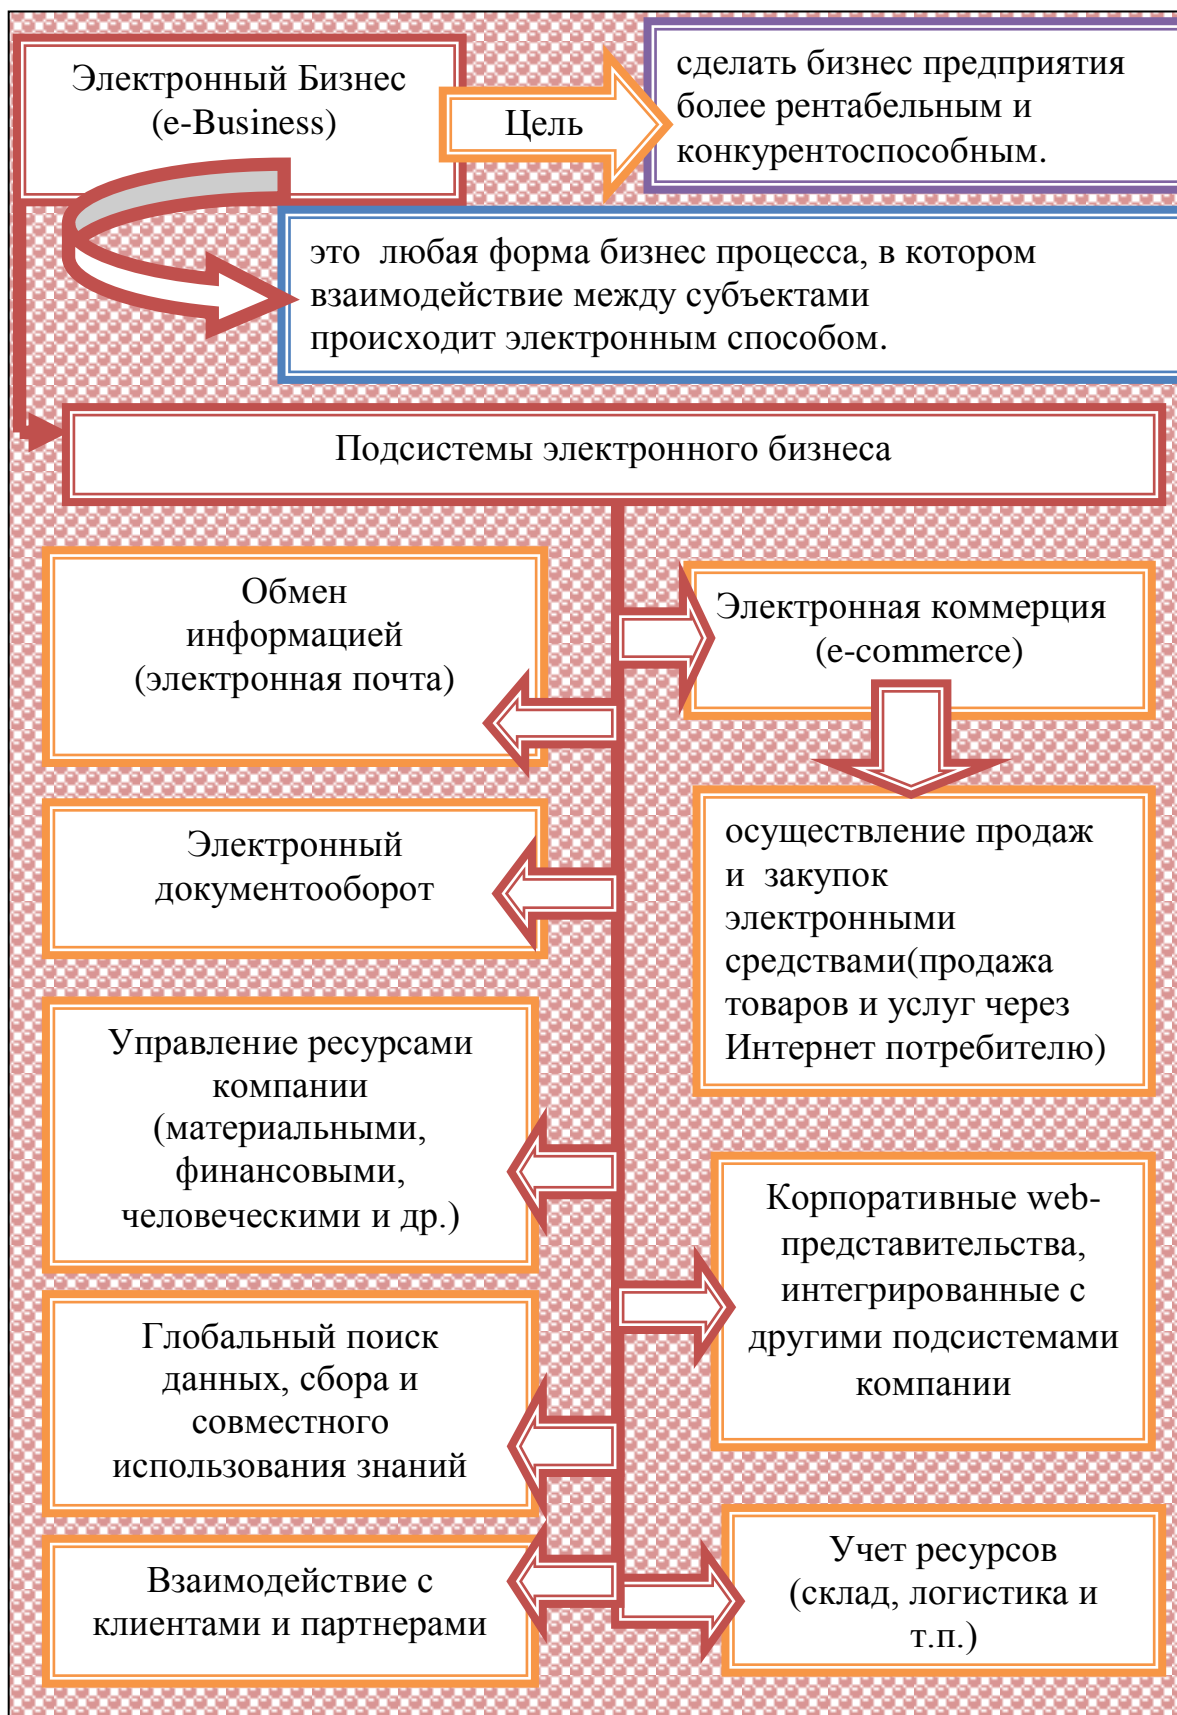 Электронный Бизнес
(e-Business)
Цель
сделать бизнес предприятия
более рентабельным и
конкурентоспособным.
это любая форма бизнес процесса, в котором
взаимодействие между субъектами
происходит электронным способом.
Подсистемы электронного бизнеса
Обмен
информацией
(электронная почта)
Электронная коммерция
(e-commerce)
осуществление продаж
и закупок
электронными
средствами(продажа
товаров и услуг через
Интернет потребителю)
Электронный
документооборот
Управление ресурсами
компании
(материальными,
финансовыми,
человеческими и др.)
Корпоративные web-
представительства,
интегрированные с
другими подсистемами
компании
Глобальный поиск
данных, сбора и
совместного
использования знаний
Взаимодействие с
клиентами и партнерами
Учет ресурсов
(склад, логистика и
т.п.)